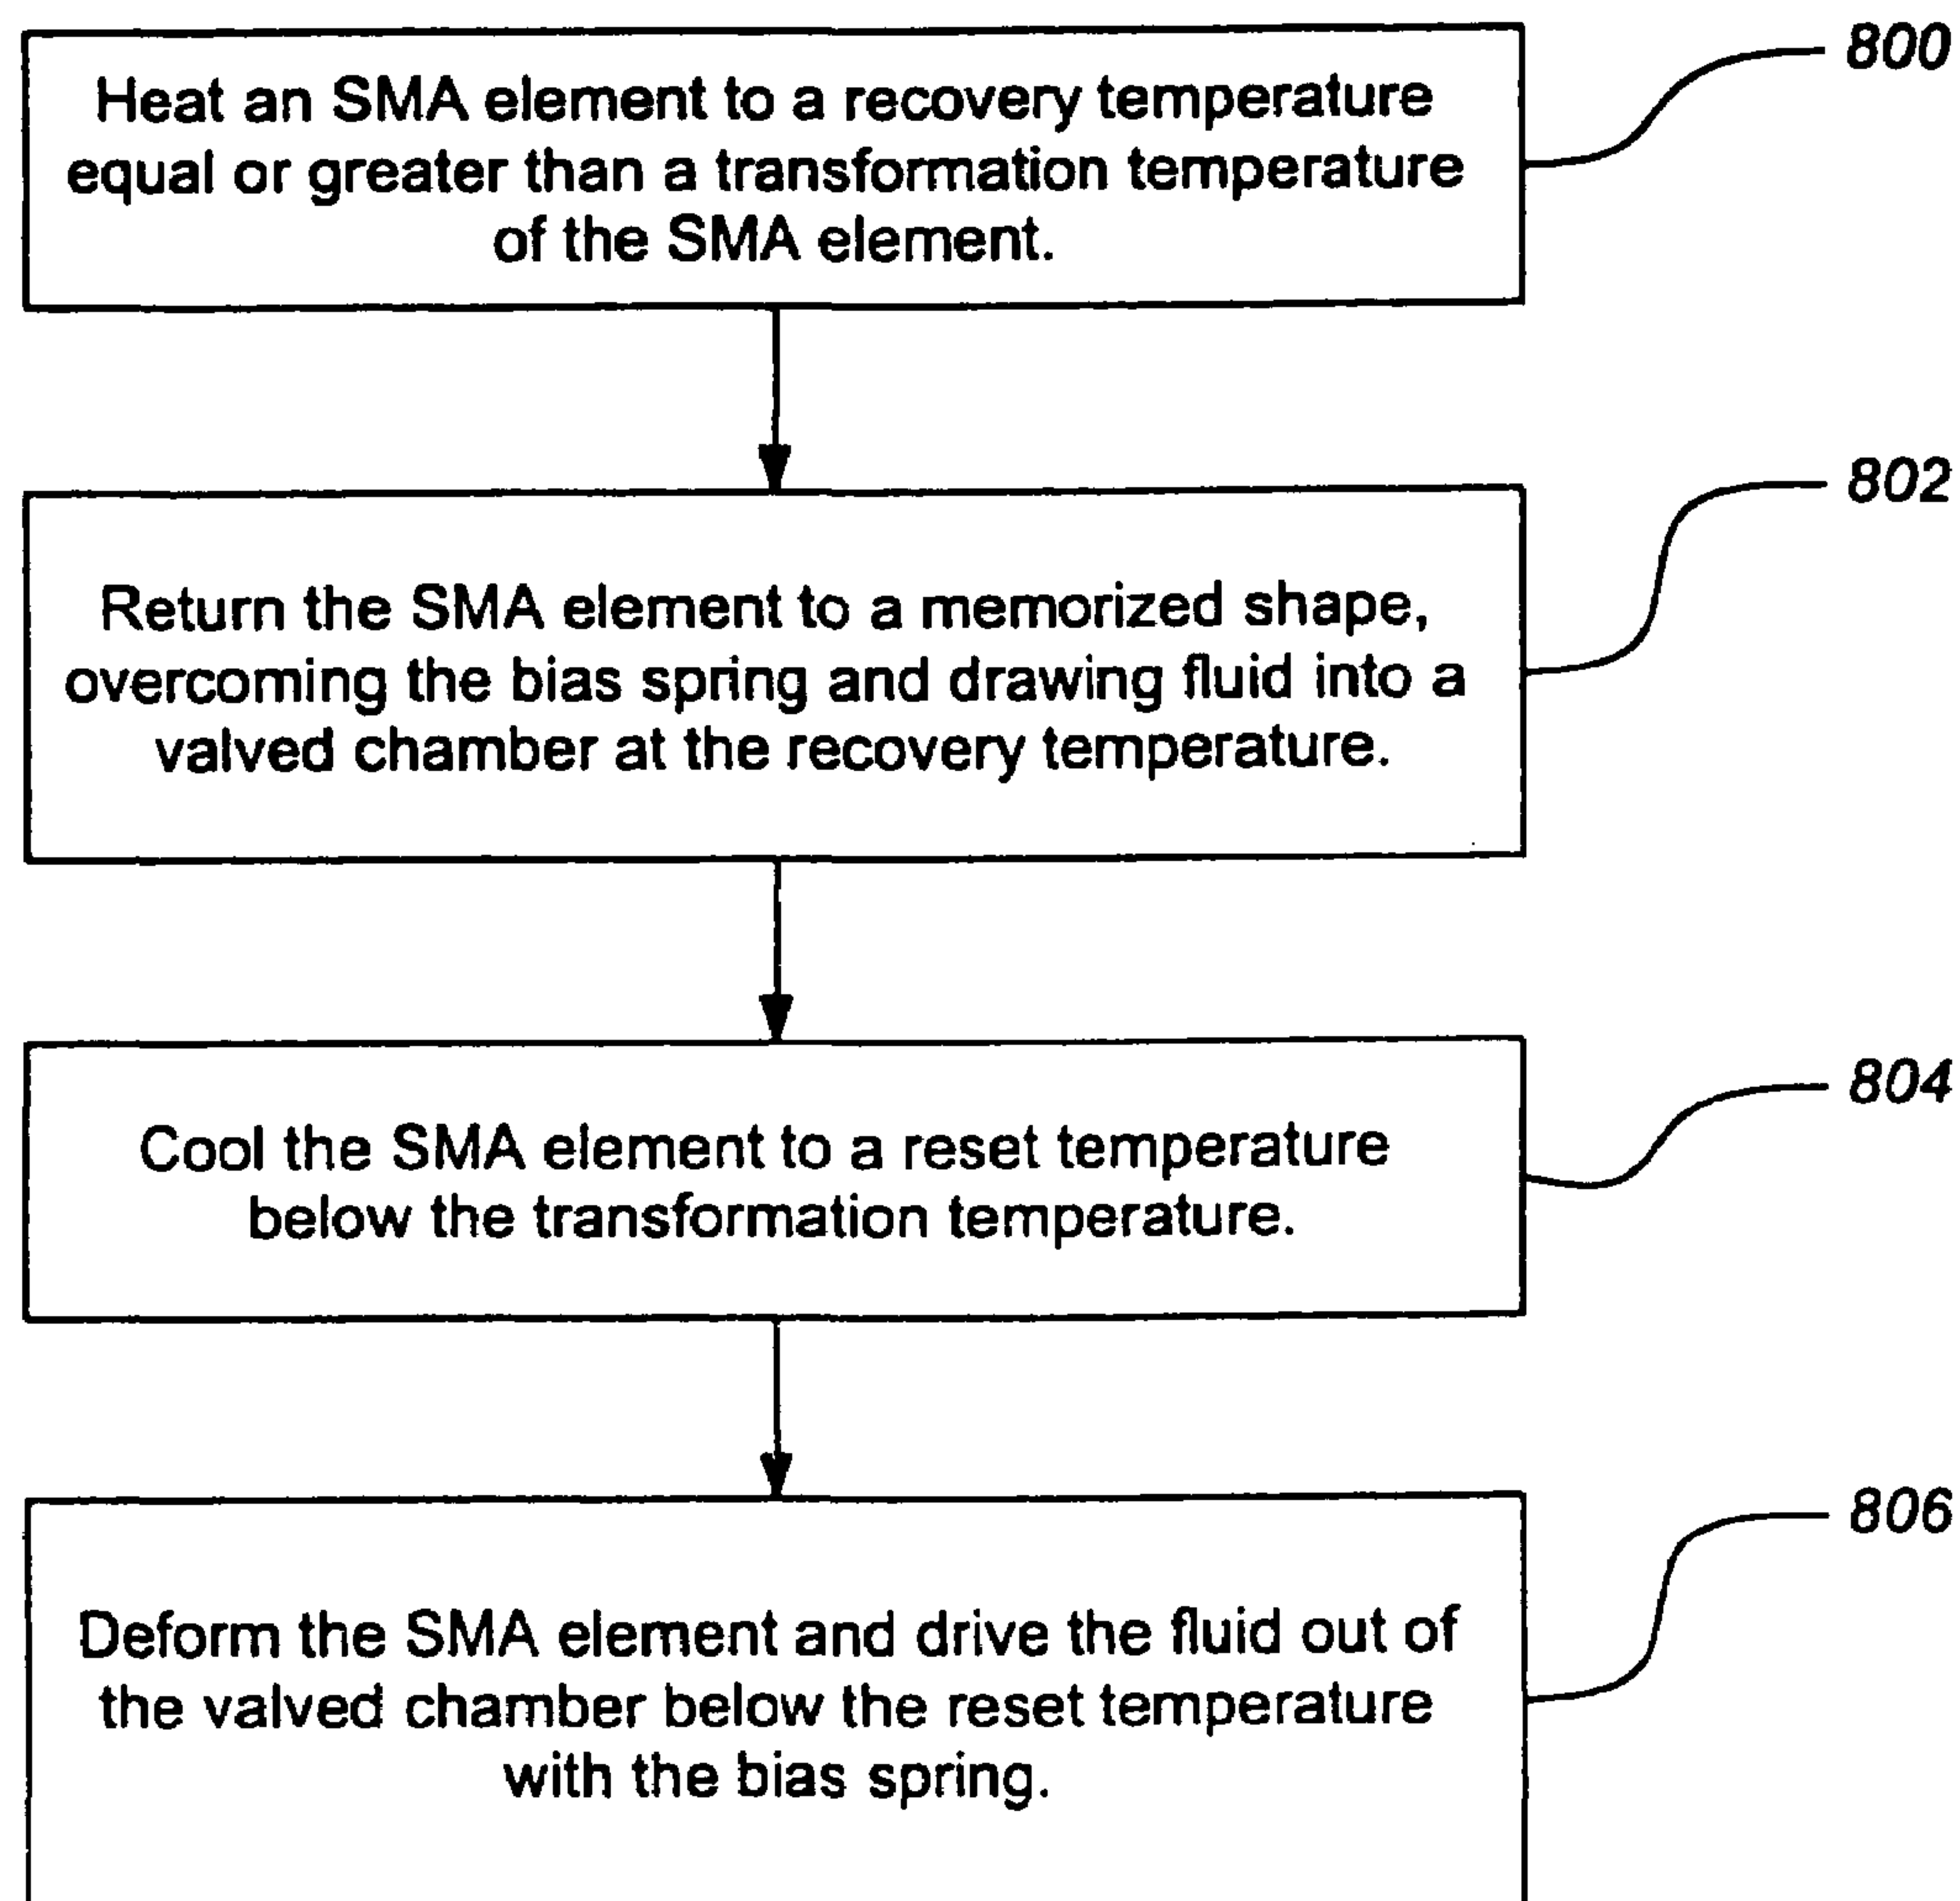 800
Heat an SMA element to a recovery temperature
equal or greater than a transformation temperature
of the SMA element.
802
Return the SMA element to a memorized shape,
overcoming the bias spring and drawing fluid into a
valved chamber at the recovery temperature.
804
Cool the SMA element to a reset temperature
below the transformation temperature.
806
Deform the SMA element and drive the fluid out of
the valved chamber below the reset temperature
with the bias spring.